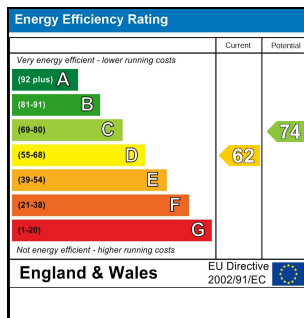 Energy Efficiency Rating
Current Potential
Very energy efficient - lower running costs
(92 plus) A
(81-91) B
(69-80) C
(55-68) D
(39-54) E
(21-38) F
(1-20) G
62
74
Not energy efficient - higher running costs
England & Wales
EU Directive
2002/91/EC